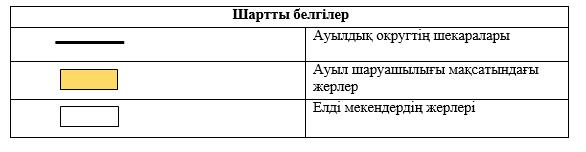 Шартты белгілер
Ауылдық округтің шекаралары
Ауыл шаруашылығы мақсатындағы
жерлер
Елді мекендердің жерлері